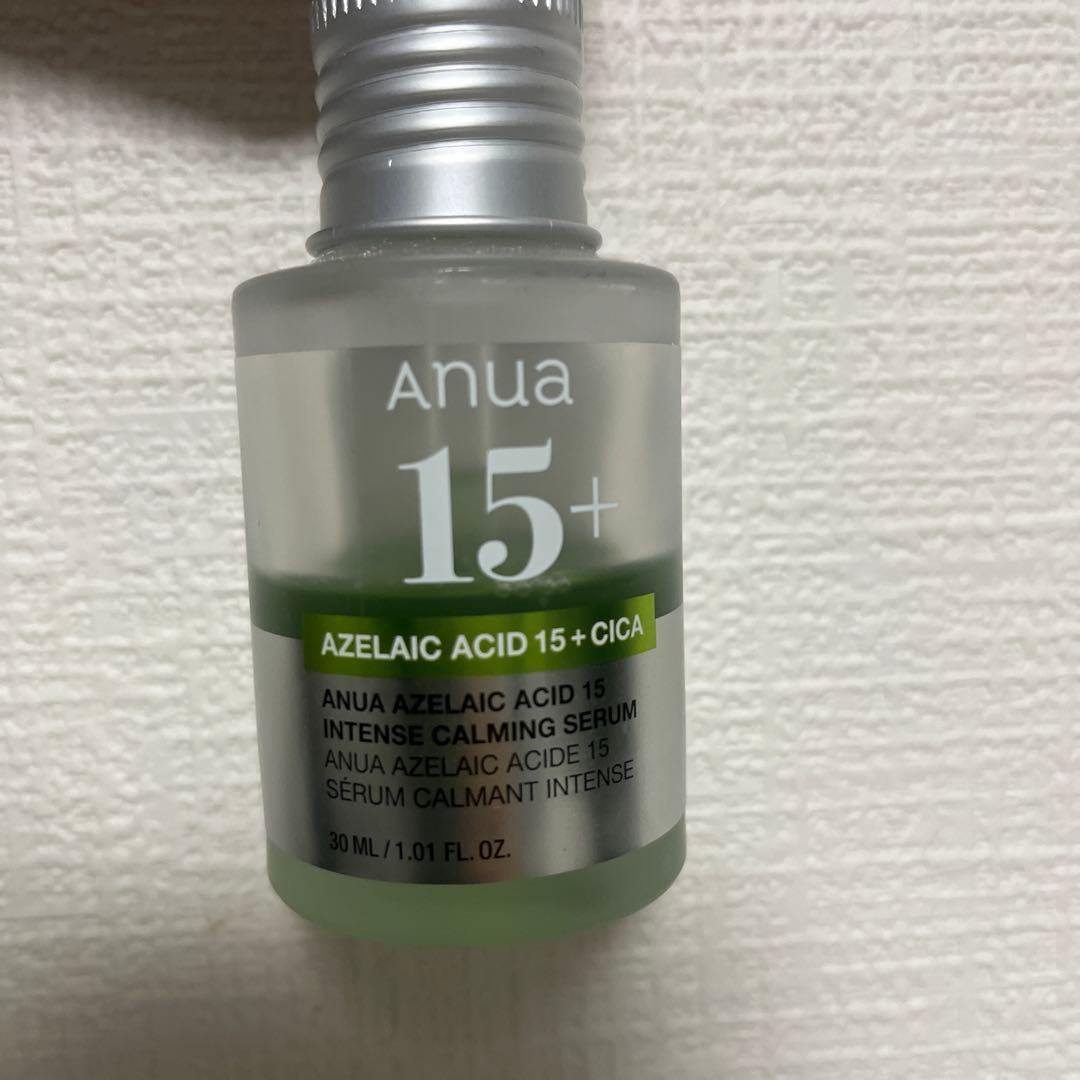 Anua
15+
AZELAIC ACID 15+CICA
ANUA AZELAIC ACID 15
INTENSE CALMING SERUM
ANUA AZELAIC ACIDE 15
SÉRUM CALMANT INTENSE
30 ML / 1.01 FL. OZ.